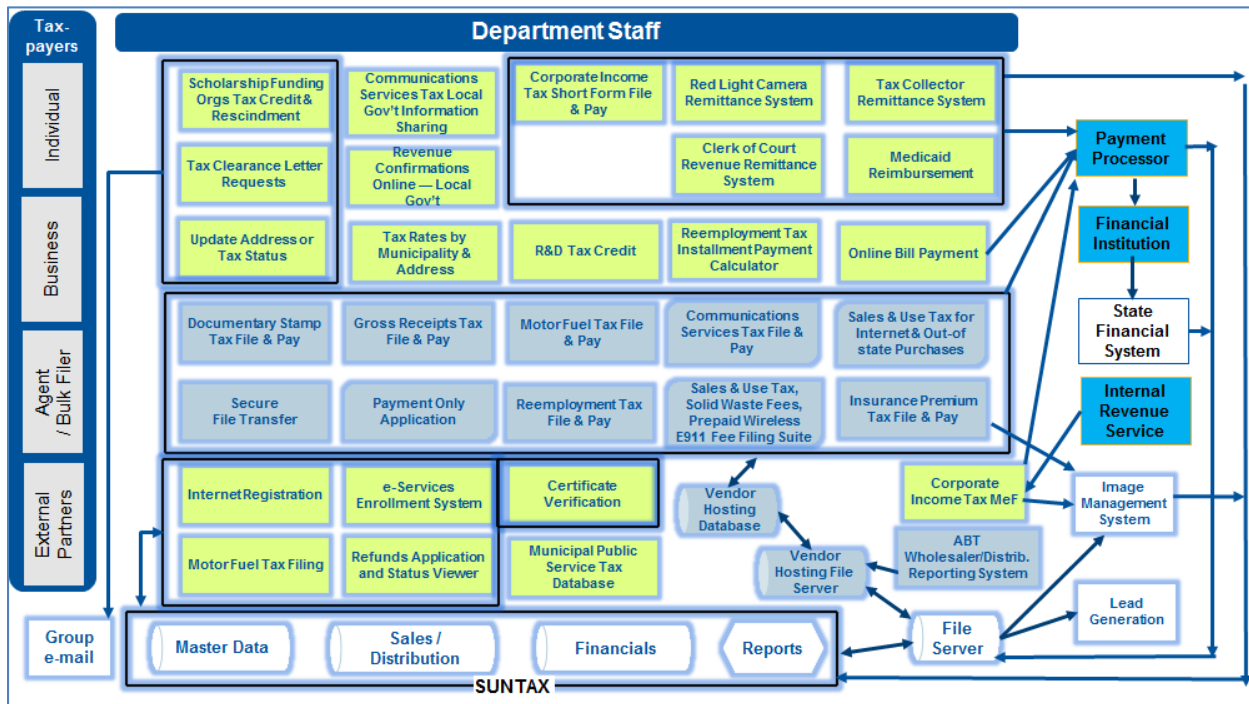 Tax-
payers
Individual
Business
Agent
/ Bulk Filer
External
Partners
Department Staff
Scholarship Funding
Orgs Tax Credit &
Rescindment
Communications
Services Tax Local
Gov't Information
Sharing
Corporate Income
Tax Short Form File
& Pay
Red Light Camera
Remittance System
Tax Collector
Remittance System
Tax Clearance Letter
Requests
Revenue
Confirmations
Online — Local
Gov't
Clerk of Court
Revenue Remittance
System
Medicaid
Reimbursement
Update Address or
Tax Status
Tax Rates by
Municipality &
Address
R&D Tax Credit
Reemployment Tax
Installment Payment
Calculator
Online Bill Payment
Payment
Processor
Financial
Institution
State
Financial
System
Internal
Revenue
Service
Documentary Stamp
Tax File & Pay
Gross Receipts Tax
File & Pay
Motor Fuel Tax File
& Pay
Communications
Services Tax File &
Pay
Sales & Use Tax for
Internet & Out-of
state Purchases
Secure
File Transfer
Payment Only
Application
Reemployment Tax
File & Pay
Sales & Use Tax,
Solid Waste Fees,
Prepaid Wireless
E911 Fee Filing Suite
Insurance Premium
Tax File & Pay
Internet Registration
e-Services
Enrollment System
Certificate
Verification
Vendor
Hosting
Database
Corporate
Income Tax MeF
Image
Management
System
Motor Fuel Tax Filing
Refunds Application
and Status Viewer
Municipal Public
Service Tax
Database
Vendor
Hosting File
Server
ABT
Wholesaler/Distrib.
Reporting System
Lead
Generation
Group
e-mail
Master Data
Sales /
Distribution
Financials
Reports
File
Server
SUNTAX